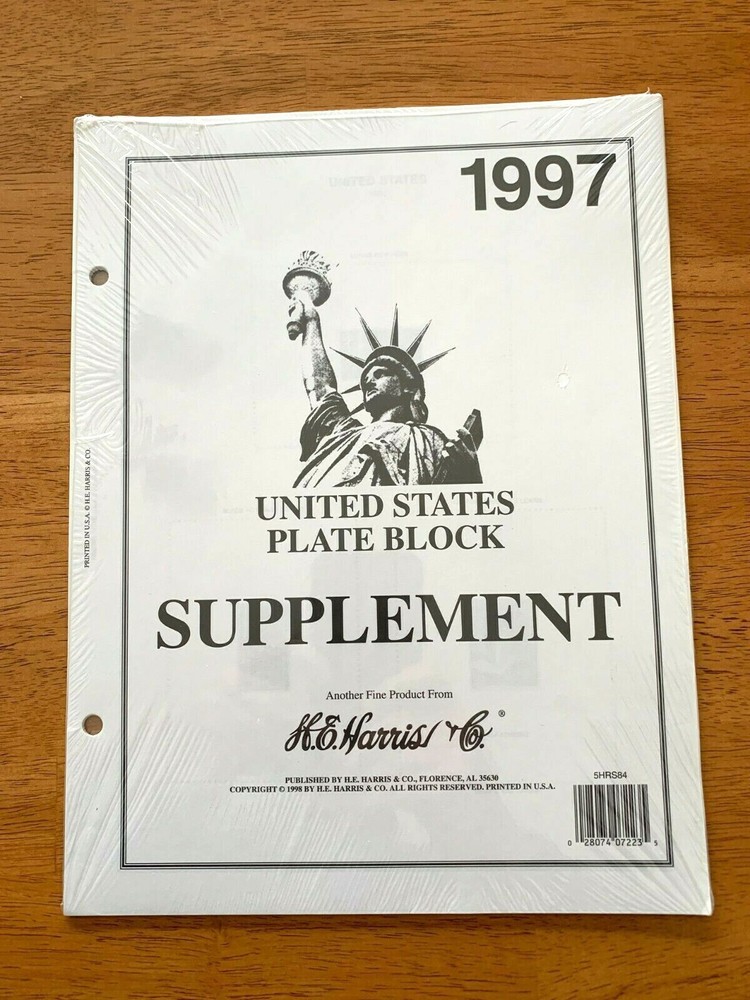 1997
UNITED STATES
UNITED STATES
PLATE BLOCK
SUPPLEMENT
Another Fine Product From
H.E. Harris & Co. ®
PUBLISHED BY H.E. HARRIS & CO., FLORENCE, AL 35630
COPYRIGHT © 1998 BY H.E. HARRIS & CO. ALL RIGHTS RESERVED. PRINTED IN U.S.A.
5HRS84
0 28074 07223 5
PRINTED IN U.S.A. © H.E. HARRIS & CO.